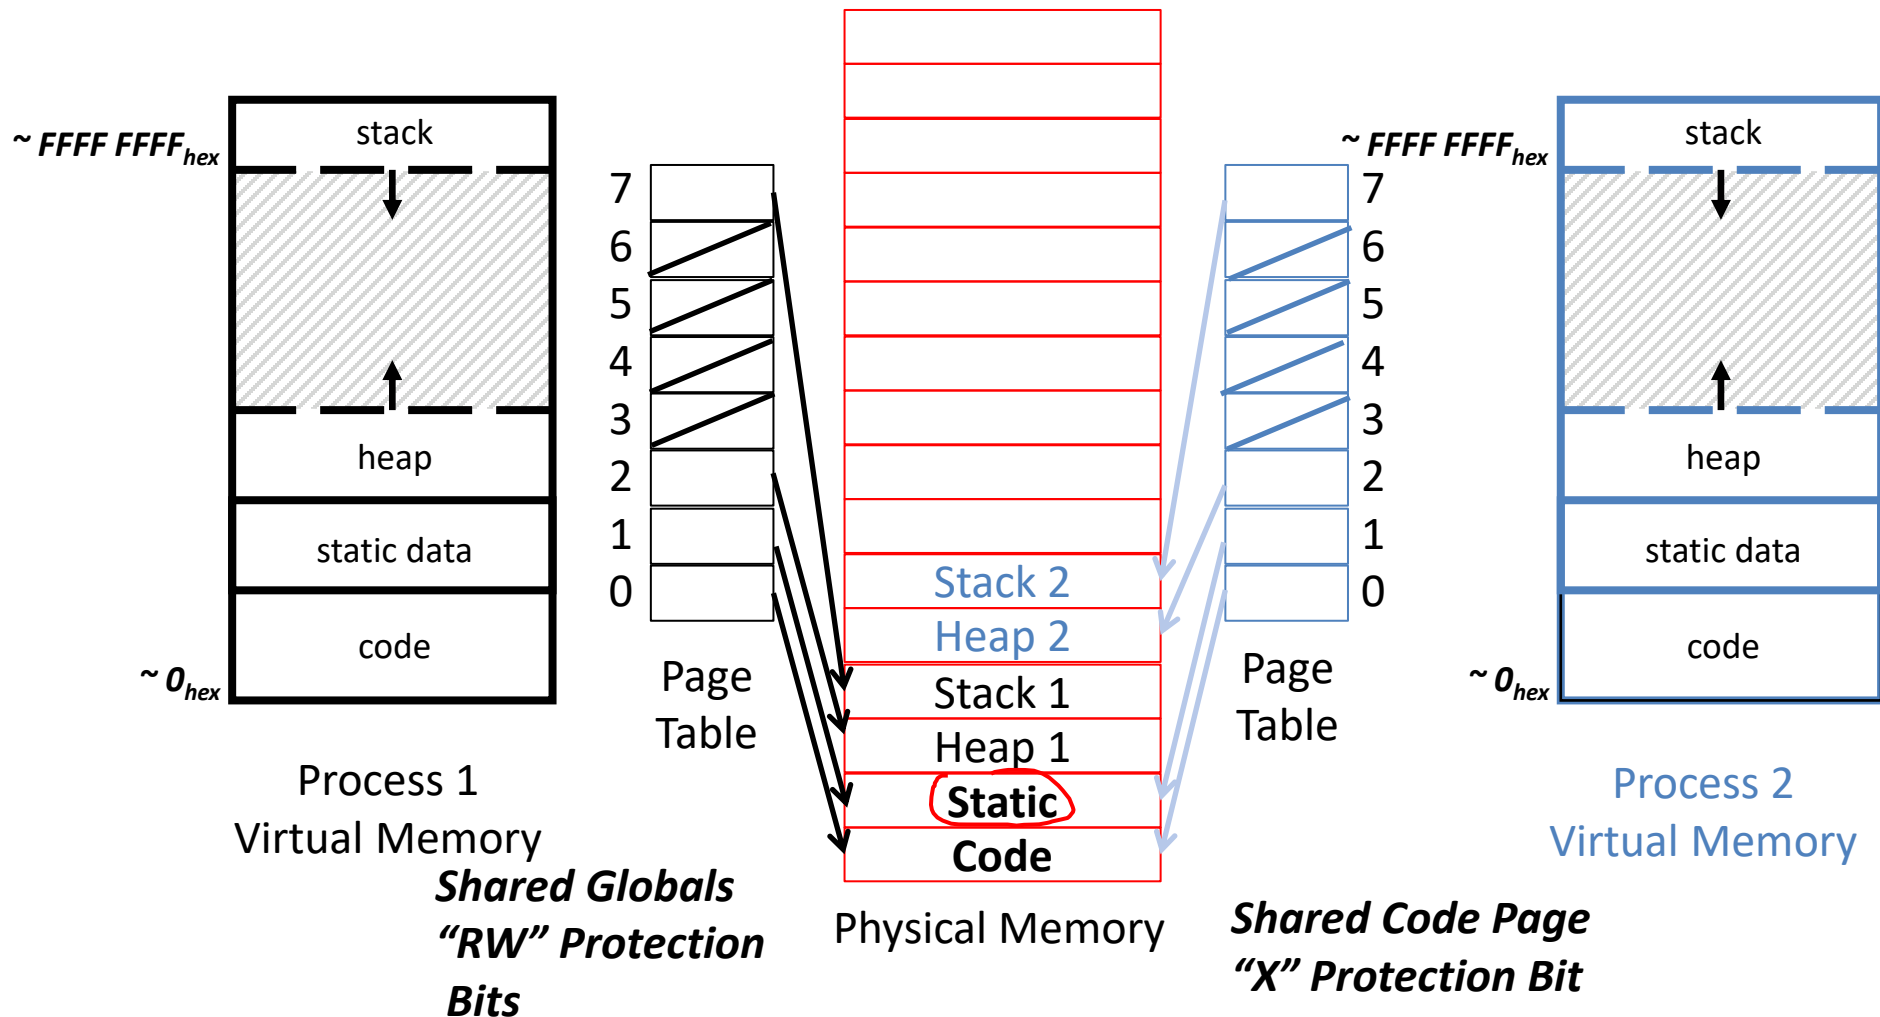 ~ FFFF FFFFhex
stack
heap
static data
code
~ 0hex
Process 1
Virtual Memory
7
6
5
4
3
2
1
0
Page
Table
Shared Globals
“RW” Protection
Bits
Stack 2
Heap 2
Stack 1
Heap 1
Static
Code
Physical Memory
7
6
5
4
3
2
1
0
Page
Table
Shared Code Page
“X” Protection Bit
~ FFFF FFFFhex
stack
heap
static data
code
~ 0hex
Process 2
Virtual Memory